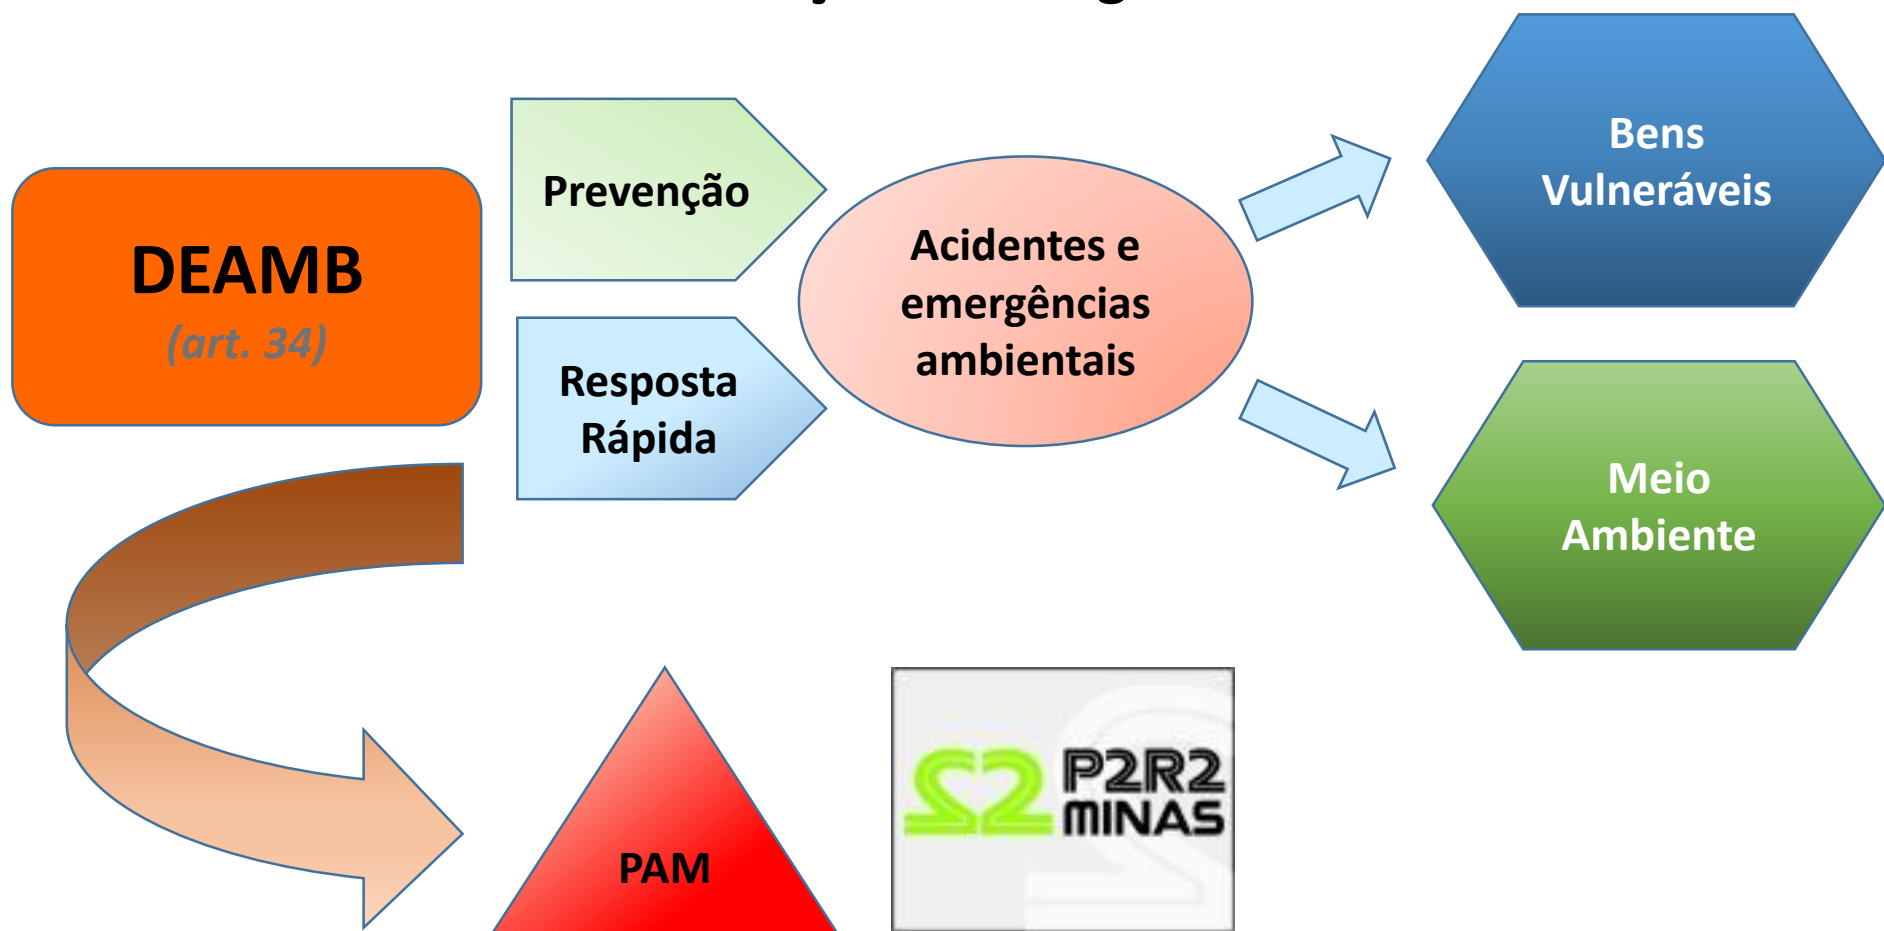 DEAMB
(art. 34)
Prevenção
Resposta
Rápida
Acidentes e
emergências
ambientais
Bens
Vulneráveis
Meio
Ambiente
PAM
P2R2
MINAS